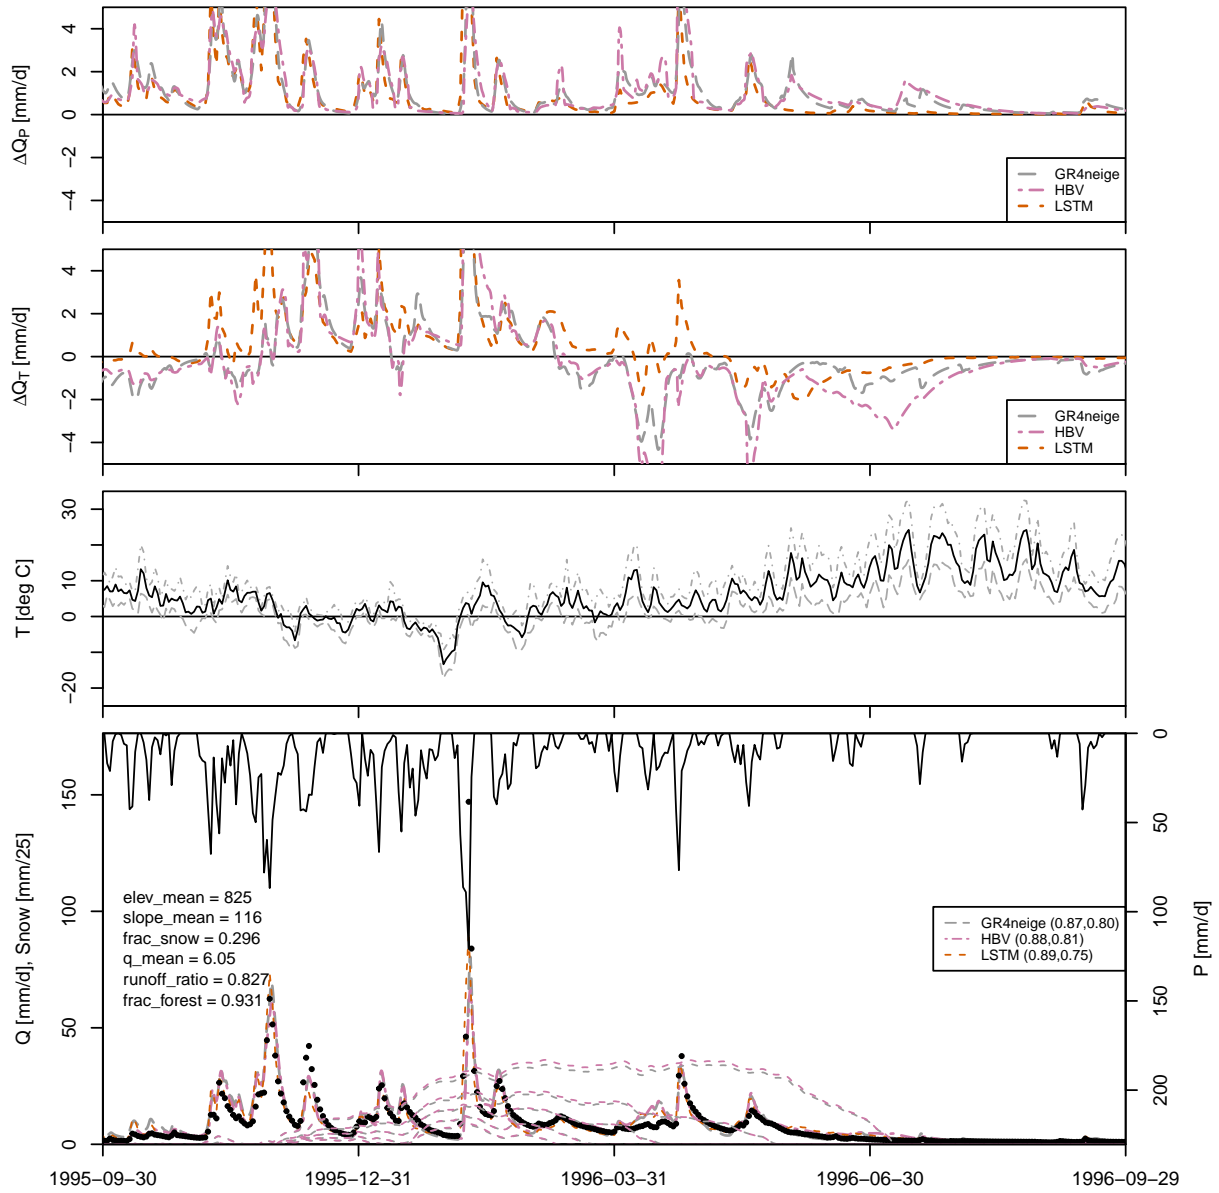 ΔQP [mm/d]
4
2
0
−2
−4
GR4neige
HBV
LSTM
ΔQT [mm/d]
4
2
0
−2
−4
GR4neige
HBV
LSTM
T [deg C]
30
10
0
−20
Q [mm/d], Snow [mm/25]
150
100
50
0
elev_mean = 825
slope_mean = 116
frac_snow = 0.296
q_mean = 6.05
runoff_ratio = 0.827
frac_forest = 0.931
GR4neige (0.87,0.80)
HBV (0.88,0.81)
LSTM (0.89,0.75)
0
50
100
150
200
P [mm/d]
1995−09−30
1995−12−31
1996−03−31
1996−06−30
1996−09−29